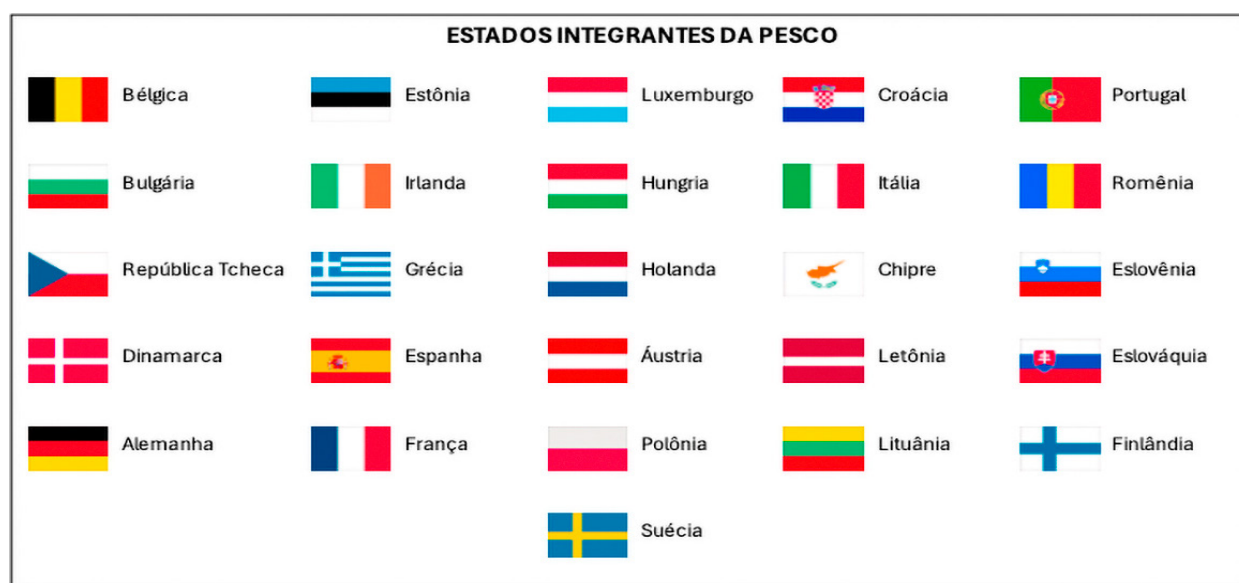 ESTADOS INTEGRANTES DA PESCO
Bélgica
Estônia
Luxemburgo
Croácia
Portugal
Bulgária
Irlanda
Hungria
Itália
Romênia
República Tcheca
Grécia
Holanda
Chipre
Eslovênia
Dinamarca
Espanha
Áustria
Letônia
Eslováquia
Alemanha
França
Polônia
Lituânia
Finlândia
Suécia